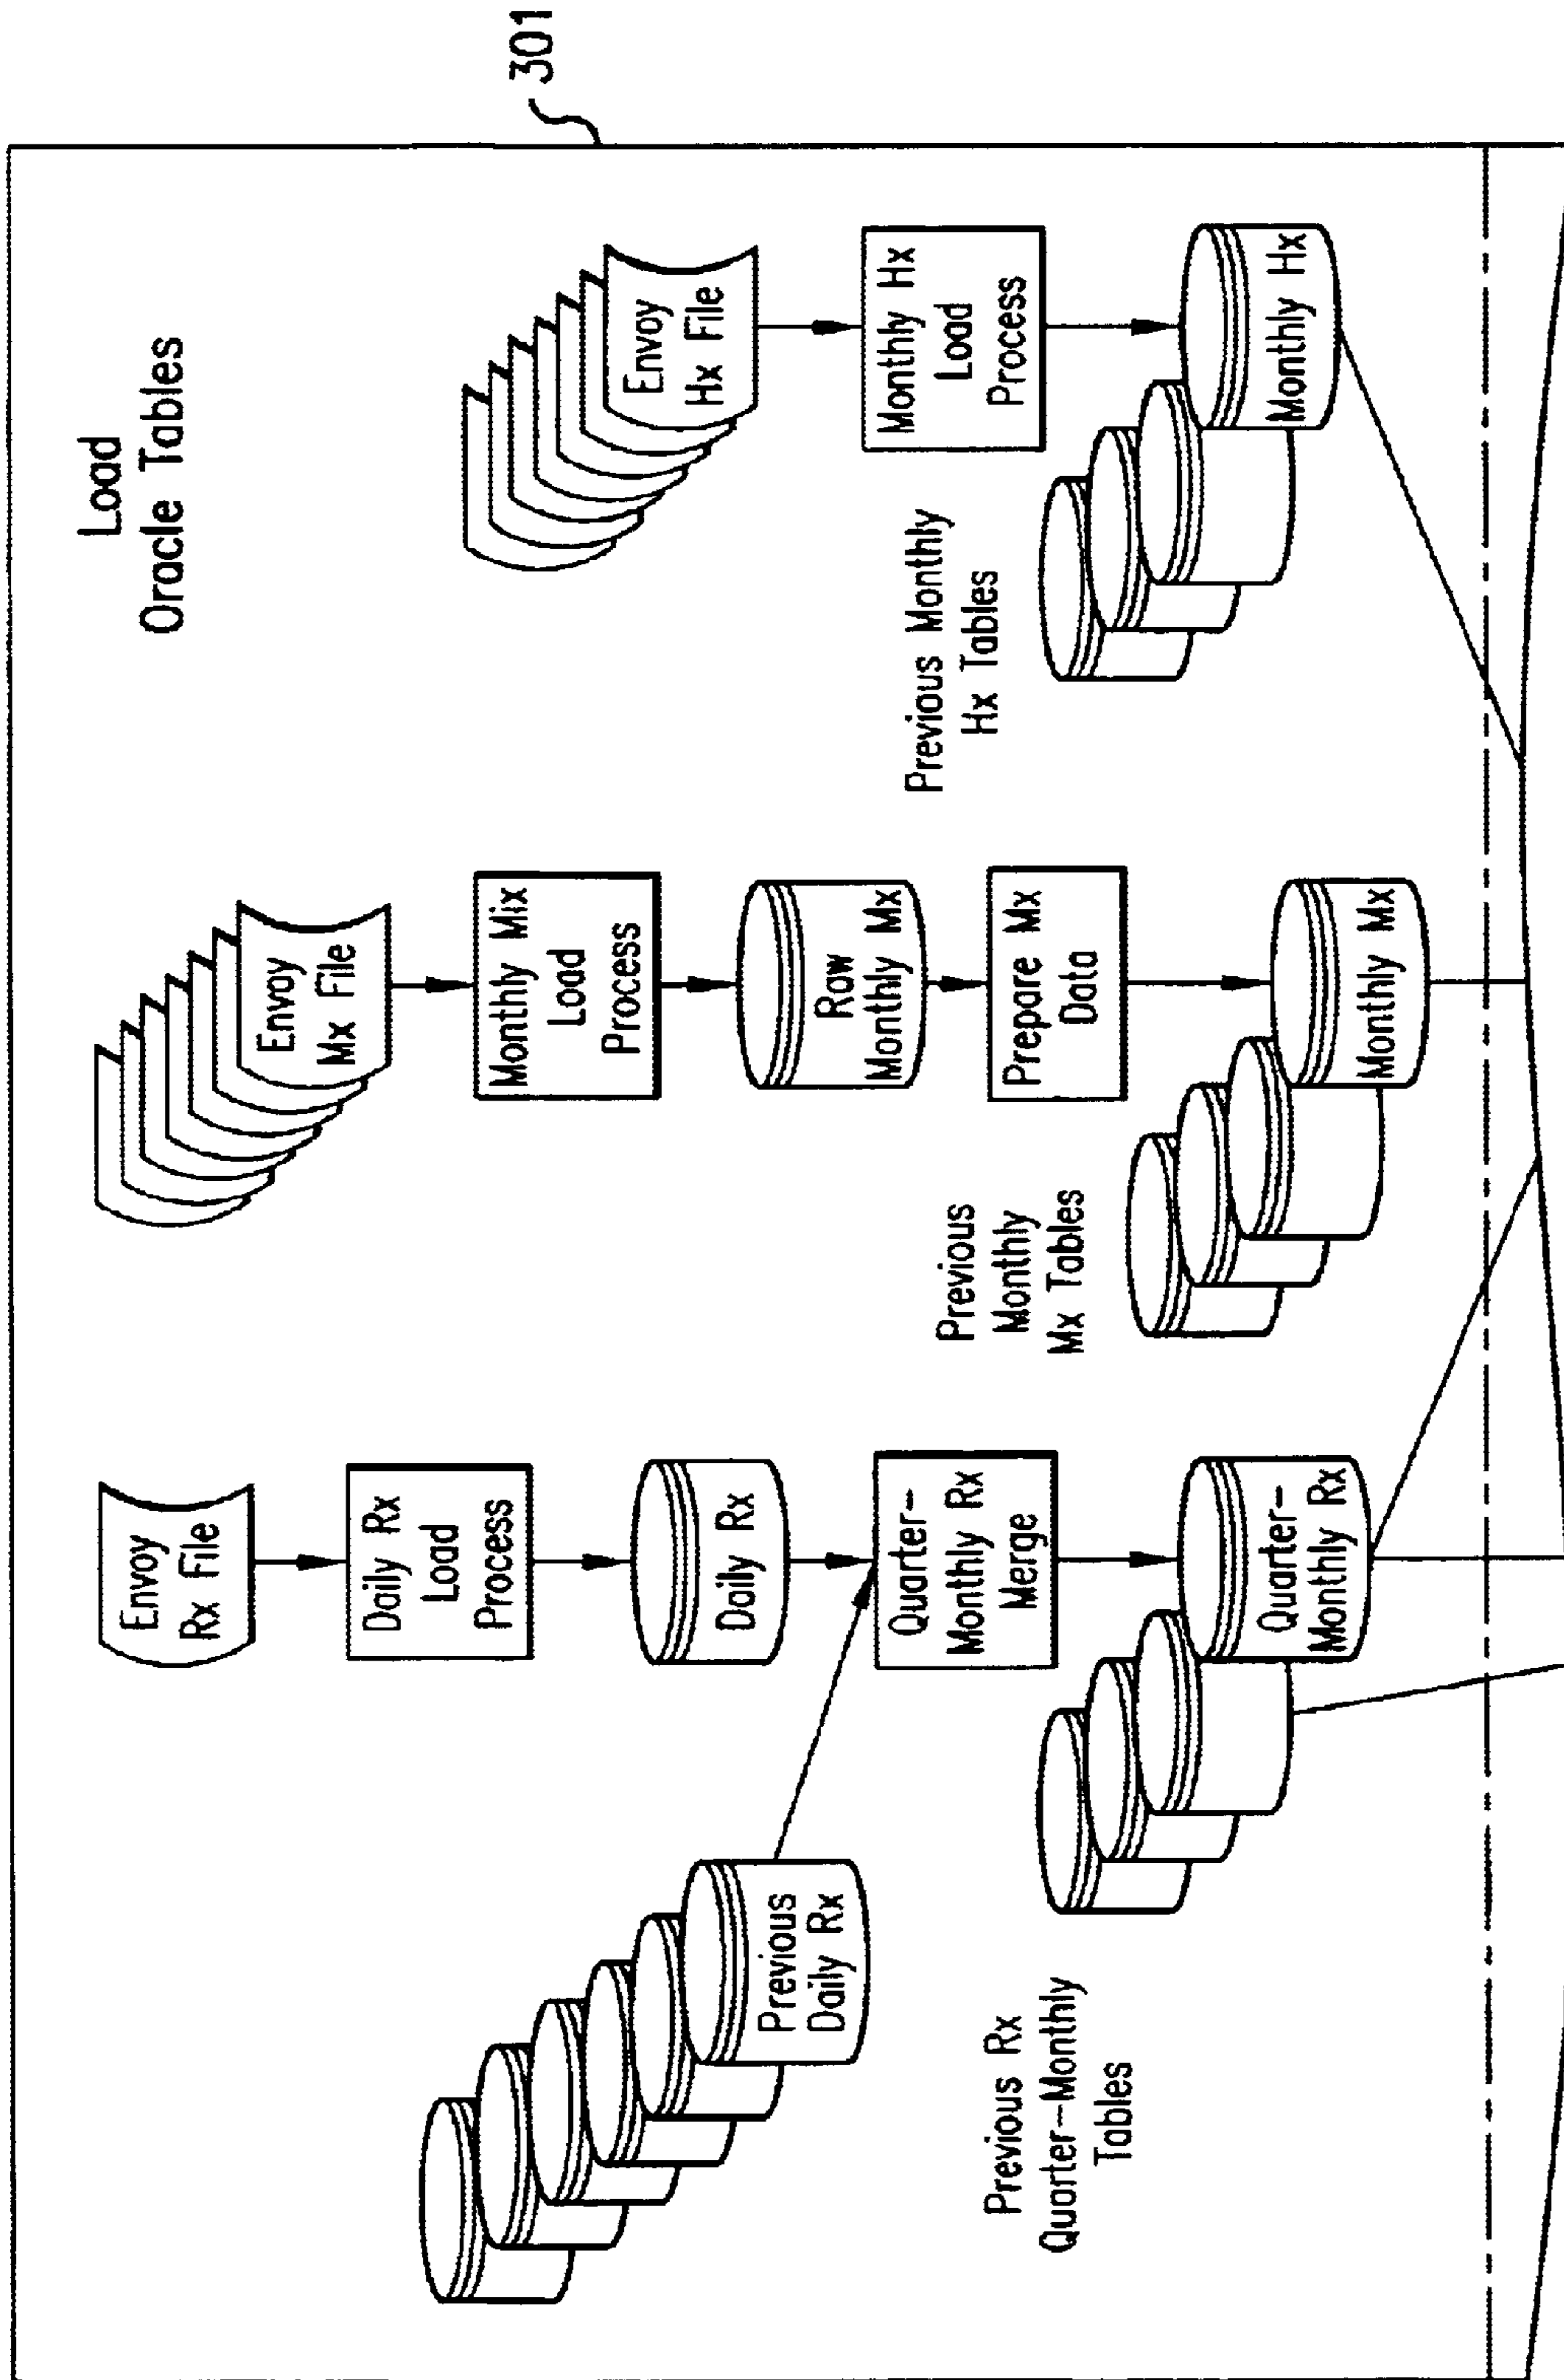 Load
Oracle Tables
301
Envoy
Rx File
Daily Rx
Load
Process
Daily Rx
Previous
Daily Rx
Quarter-
Monthly Rx
Merge
Previous Rx
Quarter-Monthly
Tables
Quarter-
Monthly Rx
Envoy
Mx File
Monthly Mix
Load
Process
Raw
Monthly Mx
Prepare Mx
Data
Previous
Monthly
Mx Tables
Monthly Mx
Envoy
Hx File
Monthly Hx
Load
Process
Previous Monthly
Hx Tables
Monthly Hx